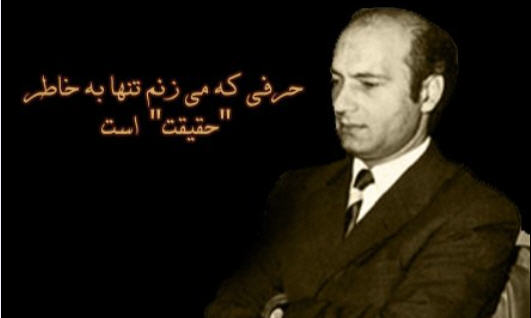 حرفی که می زنم تنها به خاطر
"حقیقت" است